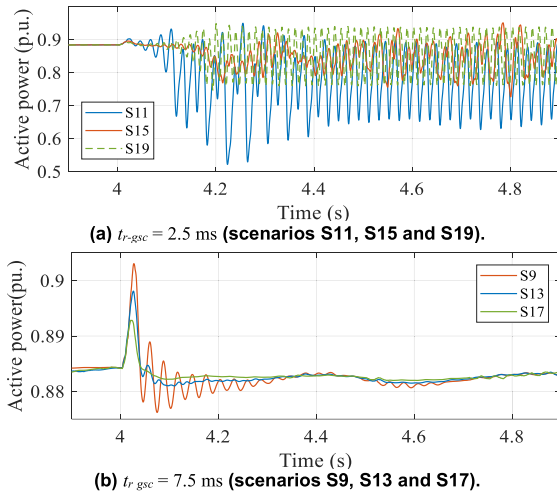 Active power (p.u.)
0.9
0.8
0.7
0.6
0.5
S11
S15
S19
4 4.2 4.4 4.6 4.8
Time (s)
(a) tr-gsc = 2.5 ms (scenarios S11, S15 and S19).
Active power(pu.)
0.9
0.89
0.88
S9
S13
S17
4 4.2 4.4 4.6 4.8
Time (s)
(b) tr gsc = 7.5 ms (scenarios S9, S13 and S17).